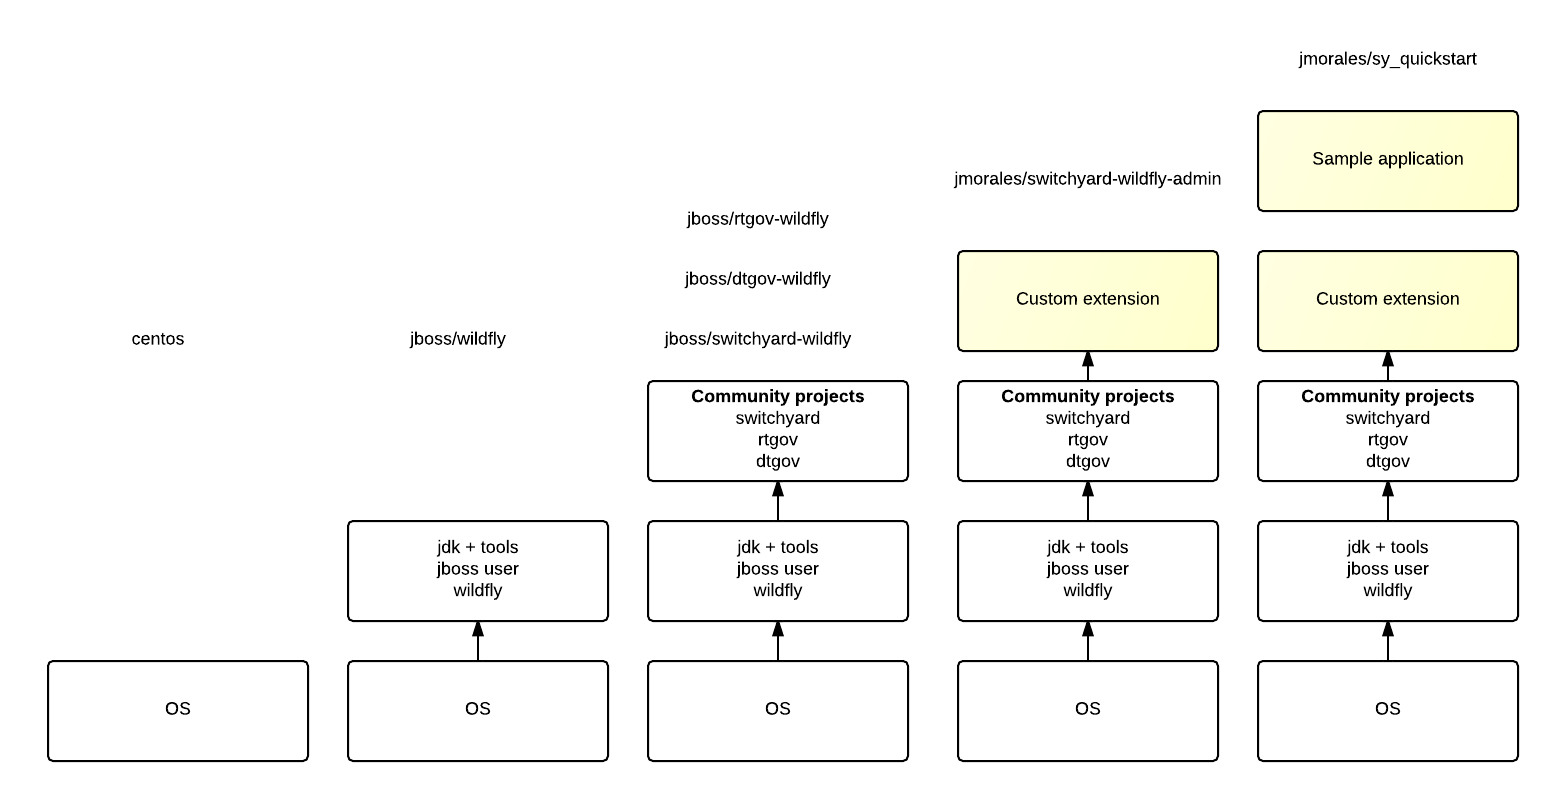 jmorales/sy_quickstart
Sample application
jmorales/switchyard-wildfly-admin
jboss/rtgov-wildfly
jboss/dtgov-wildfly
Custom extension
Custom extension
centos
jboss/wildfly
jboss/switchyard-wildfly
Community projects
switchyard
rtgov
dtgov
Community projects
switchyard
rtgov
dtgov
Community projects
switchyard
rtgov
dtgov
jdk + tools
jboss user
wildfly
jdk + tools
jboss user
wildfly
jdk + tools
jboss user
wildfly
jdk + tools
jboss user
wildfly
OS
OS
OS
OS
OS